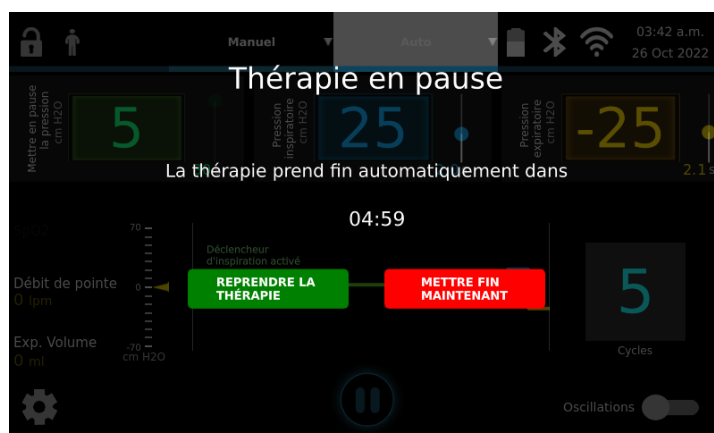 Manuel
Auto
03:42 a.m.
26 Oct 2022
Thérapie en pause
Mettre en pause
la pression
cm H2O
5
Pression
inspiratoire
cm H2O
25
Pression
expiratoire
cm H2O
-25
2.1 s
La thérapie prend fin automatiquement dans
04:59
SpO2
70
0
-70
cm H2O
Débit de pointe
0 lpm
Exp. Volume
0 ml
Déclencheur
d'inspiration activé
REPRENDRE LA
THÉRAPIE
METTRE FIN
MAINTENANT
5
Cycles
Oscillations